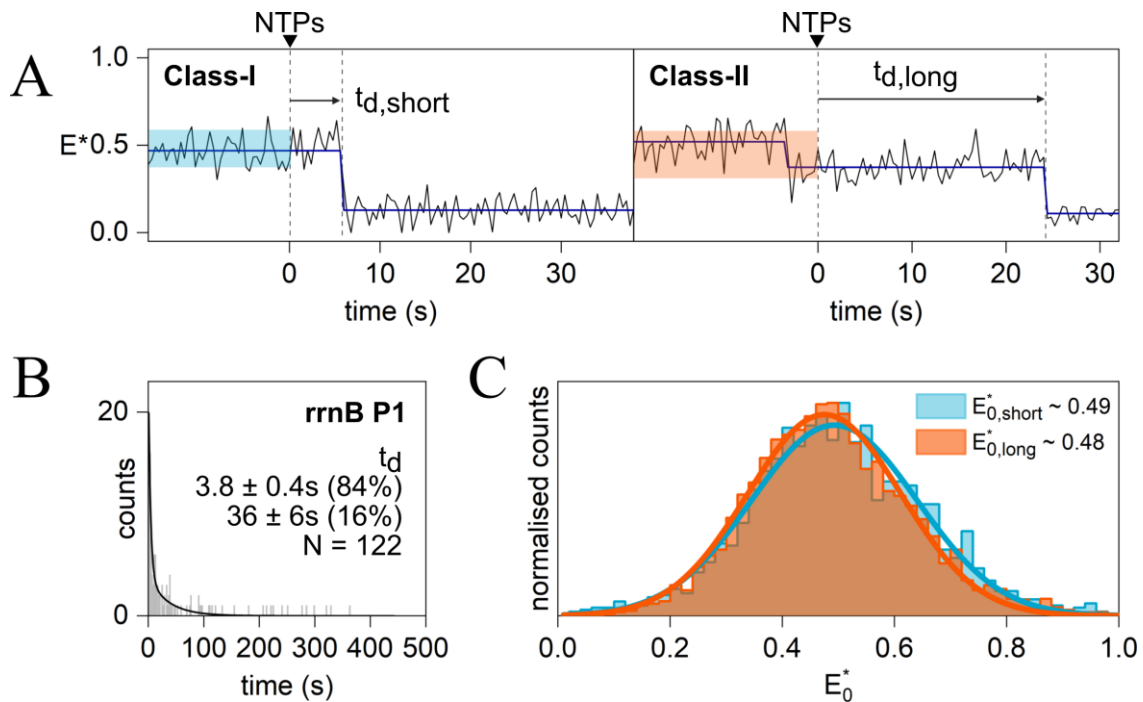 NTPs NTPs
A
1.0
Class-I
t_d,short
Class-II
t_d,long
E* 0.5
0.0
0 10 20 30 0 10 20 30
time (s) time (s)
B
rrnB P1
20
t_d
3.8 ± 0.4s (84%)
36 ± 6s (16%)
N = 122
counts
0
0 100 200 300 400 500
time (s)
C
E*_0,short ~ 0.49
E*_0,long ~ 0.48
normalised counts
0.0 0.2 0.4 0.6 0.8 1.0
E*_0